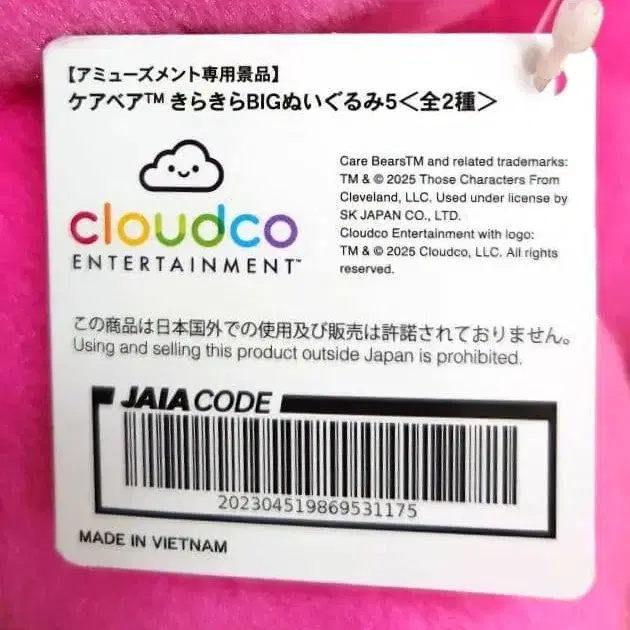 【アミューズメント専用景品】
ケアベア™ きらきらBIGぬいぐるみ5＜全2種＞
Care BearsTM and related trademarks:
TM & © 2025 Those Characters From
Cleveland, LLC. Used under license by
SK JAPAN CO., LTD.
Cloudco Entertainment with logo:
TM & © 2025 Cloudco, LLC. All rights
reserved.
cloudco
ENTERTAINMENT™
この商品は日本国外での使用及び販売は許諾されておりません。
Using and selling this product outside Japan is prohibited.
JAIA CODE
202304519869531175
MADE IN VIETNAM